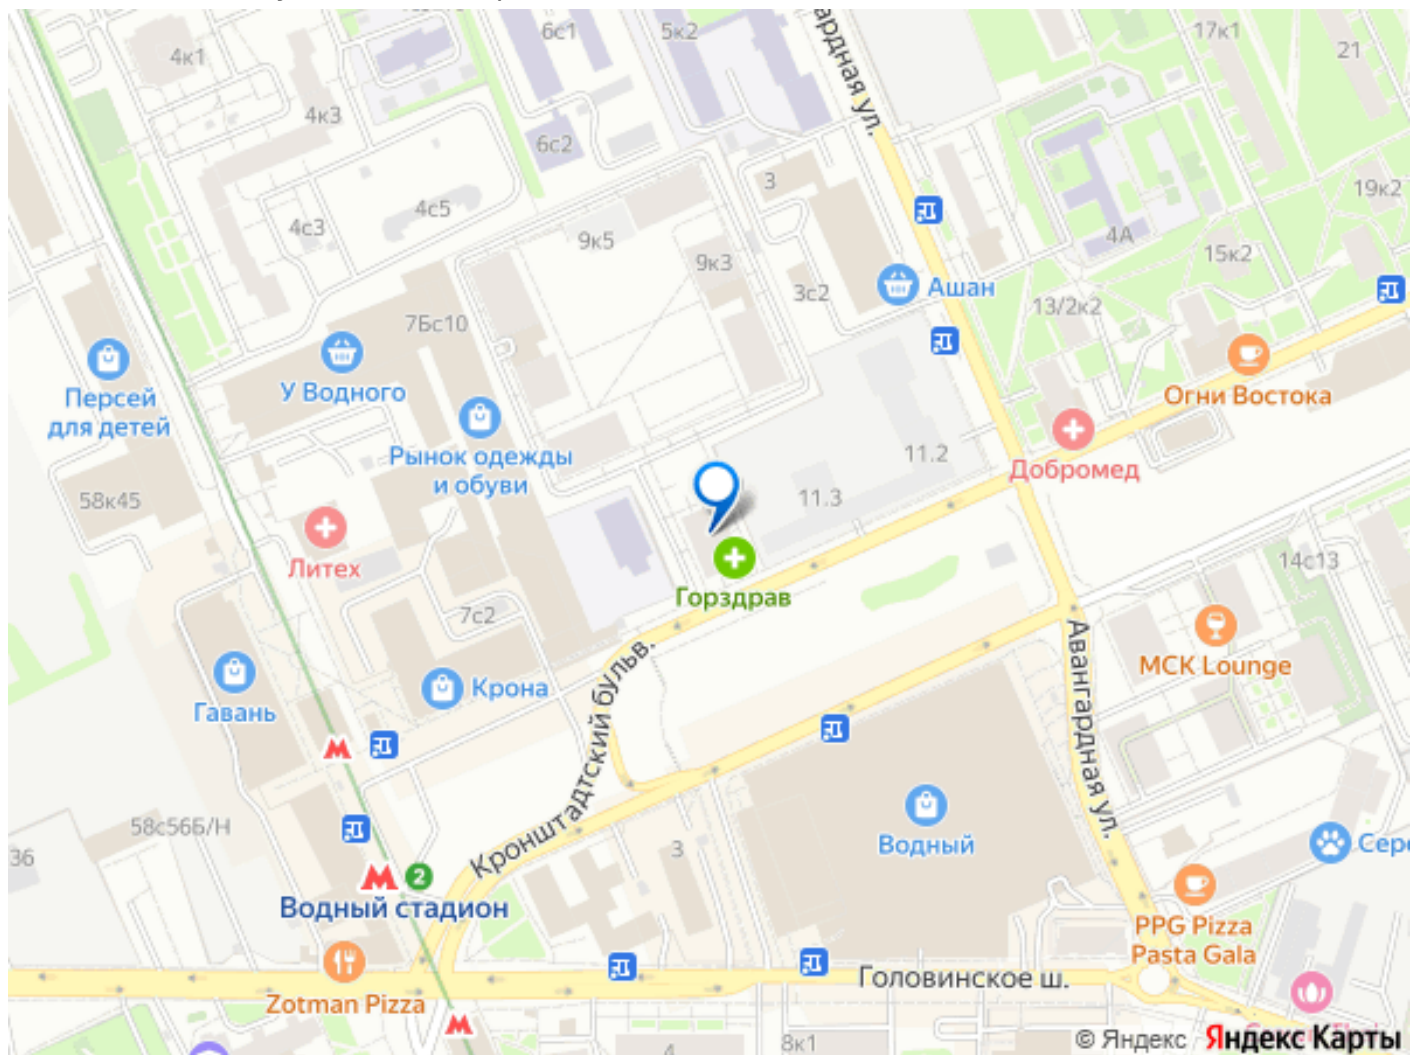 6с1
5к2
17к1
21
4к1
4к3
6с2
ардная ул.
3
19к2
4с5
4с3
9к5
9к3
4А
15к2
3с2
Ашан
13/2к2
7Бс10
У Водного
Персей
для детей
Огни Востока
Рынок одежды
и обуви
11.2
Добромед
58к45
11.3
Литех
Горздрав
14с13
7с2
МСК Lounge
Крона
Гавань
Кронштадтский бульв.
Авангардная ул.
58с56Б/Н
36
3
Водный
Сере
2
Водный стадион
PPG Pizza
Pasta Gala
Zotman Pizza
Головинское ш.
4
8к1
© Яндекс Яндекс Карты